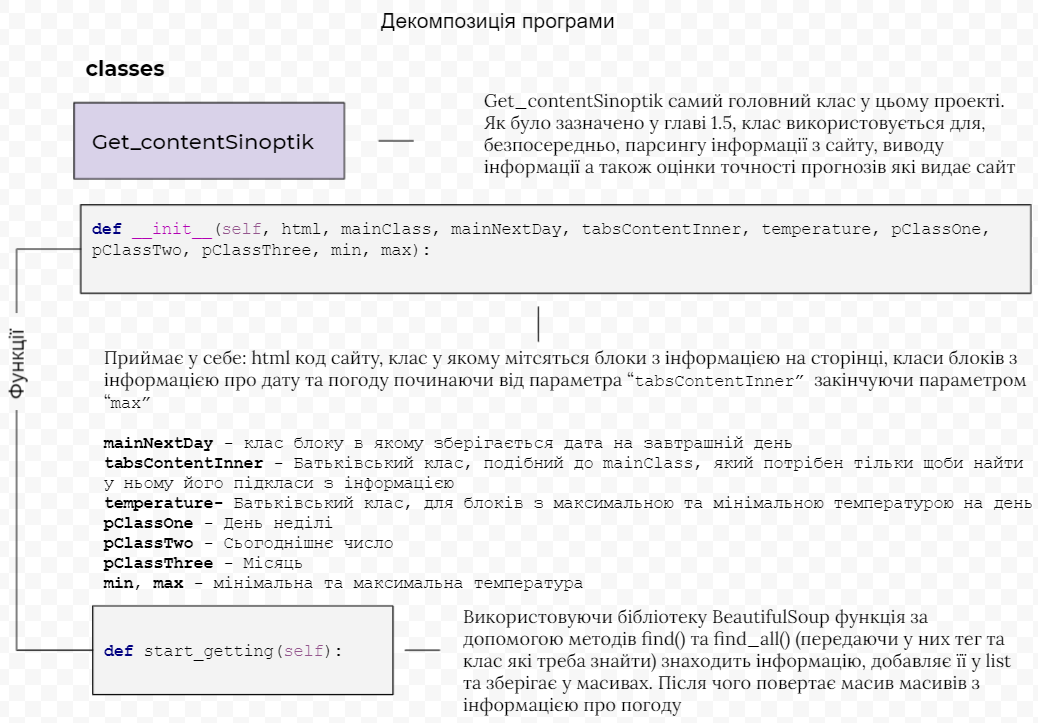 Декомпозиція програми
classes
Get_contentSinoptik
Get_contentSinoptik самий головний клас у цьому проекті.
Як було зазначено у главі 1.5, клас використовується для,
безпосередньо, парсингу інформації з сайту, виводу
інформації а також оцінки точності прогнозів які видає сайт
def __init__(self, html, mainClass, mainNextDay, tabsContentInner, temperature, pClassOne,
pClassTwo, pClassThree, min, max):
Функції
Приймає у себе: html код сайту, клас у якому мітсяться блоки з інформацією на сторінці, класи блоків з
інформацією про дату та погоду починаючи від параметра “tabsContentInner” закінчуючи параметром
“max”
mainNextDay - клас блоку в якому зберігається дата на завтрашній день
tabsContentInner - Батьківський клас, подібний до mainClass, який потрібен тільки щоби найти
у ньому його підкласи з інформацією
temperature- Батьківський клас, для блоків з максимальною та мінімальною температурою на день
pClassOne - День неділі
pClassTwo - Сьогоднішнє число
pClassThree - Місяць
min, max - мінімальна та максимальна температура
def start_getting(self):
Використовуючи бібліотеку BeautifulSoup функція за
допомогою методів find() та find_all() (передаючи у них тег та
клас які треба знайти) знаходить інформацію, добавляє її у list
та зберігає у масивах. Після чого повертає масив масивів з
інформацією про погоду